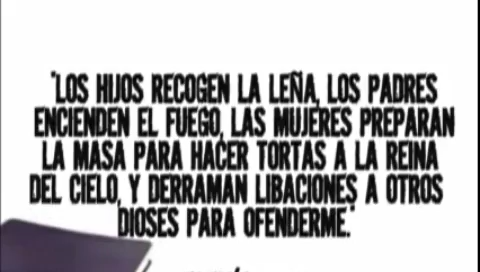 "LOS HIJOS RECOGEN LA LEÑA, LOS PADRES
ENCIENDEN EL FUEGO, LAS MUJERES PREPARAN
LA MASA PARA HACER TORTAS A LA REINA
DEL CIELO, Y DERRAMAN LIBACIONES A OTROS
DIOSES PARA OFENDERME."